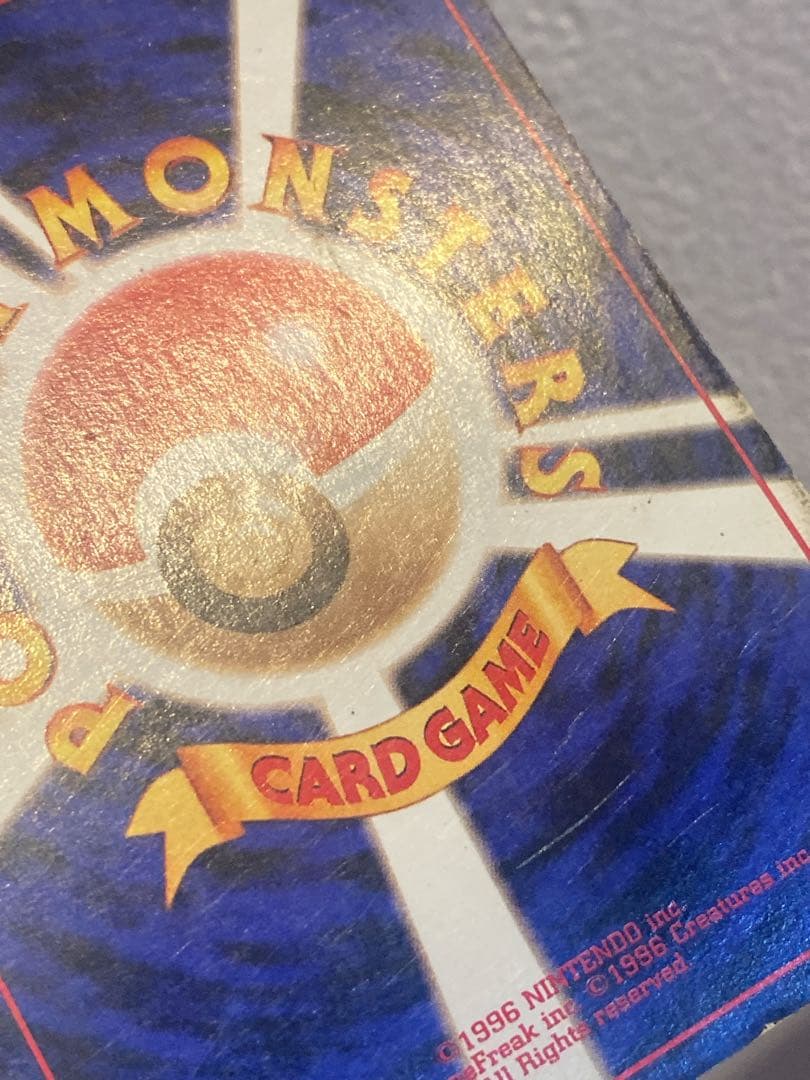 P
MONSTERS
CARD GAME
©1996 NINTENDO inc.
eFreak inc. ©1996 Creatures inc.
All Rights reserved.